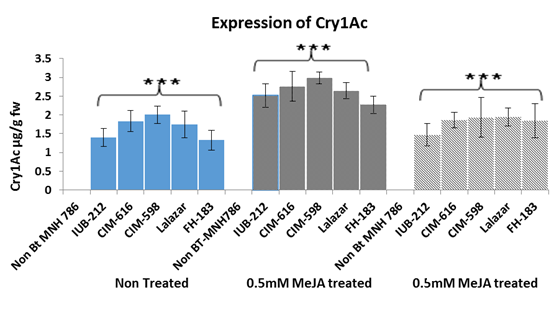 Expression of Cry1Ac
***
***
***
Cry1Ac µg/g fw
3.5
3
2.5
2
1.5
1
0.5
0
Non Bt MNH 786
IUB-212
CIM-616
CIM-598
Lalazar
FH-183
Non BT-MNH786
IUB-212
CIM-616
CIM-598
Lalazar
FH-183
Non Bt MNH 786
IUB-212
CIM-616
CIM-598
Lalazar
FH-183
Non Treated
0.5mM MeJA treated
0.5mM MeJA treated